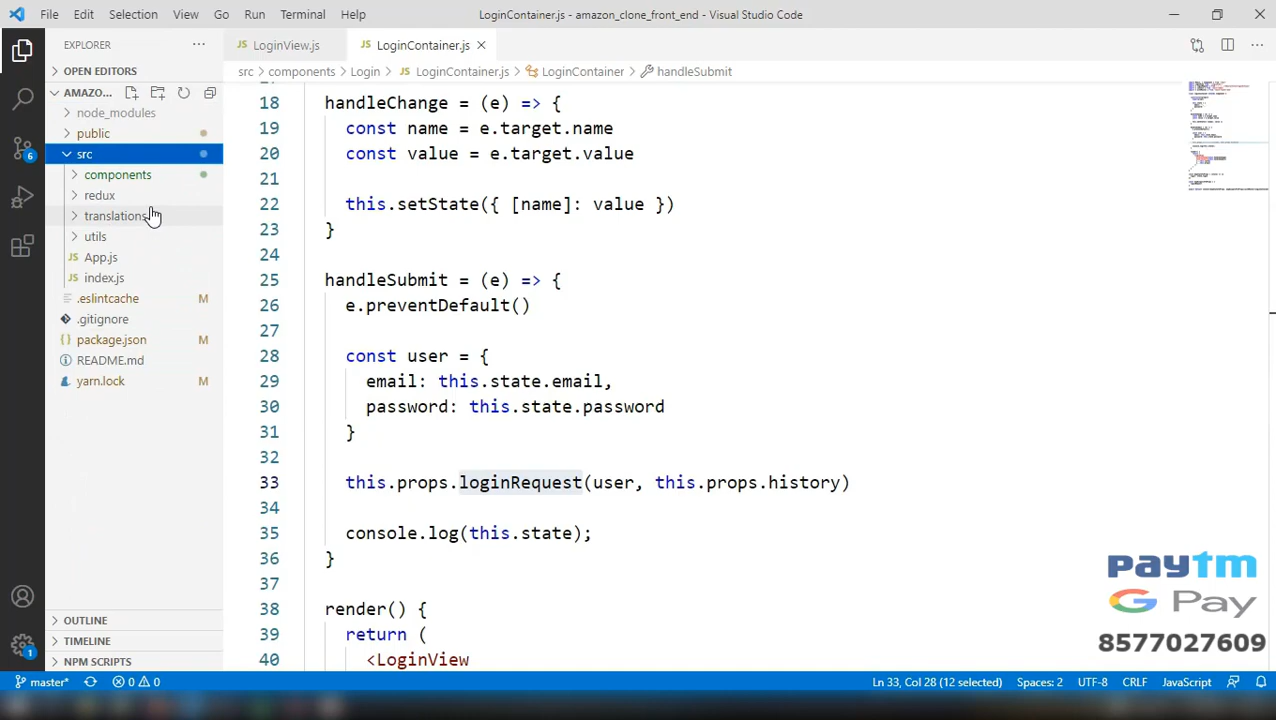 File Edit Selection View Go Run Terminal Help
LoginContainer.js - amazon_clone_front_end - Visual Studio Code
EXPLORER
LoginView.js
LoginContainer.js
OPEN EDITORS
src > components > Login > LoginContainer.js > LoginContainer > handleSubmit
AMAZO...
node_modules
public
src
components
redux
translations
utils
App.js
index.js
.eslintcache M
.gitignore
package.json M
README.md
yarn.lock M
OUTLINE
TIMELINE
NPM SCRIPTS
6
1
18 handleChange = (e) => {
19 const name = e.target.name
20 const value = e.target.value
21
22 this.setState({ [name]: value })
23 }
24
25 handleSubmit = (e) => {
26 e.preventDefault()
27
28 const user = {
29 email: this.state.email,
30 password: this.state.password
31 }
32
33 this.props.loginRequest(user, this.props.history)
34
35 console.log(this.state);
36 }
37
38 render() {
39 return (
40 <LoginView
paytm
G Pay
8577027609
master* 0 0 Ln 33, Col 28 (12 selected) Spaces: 2 UTF-8 CRLF JavaScript